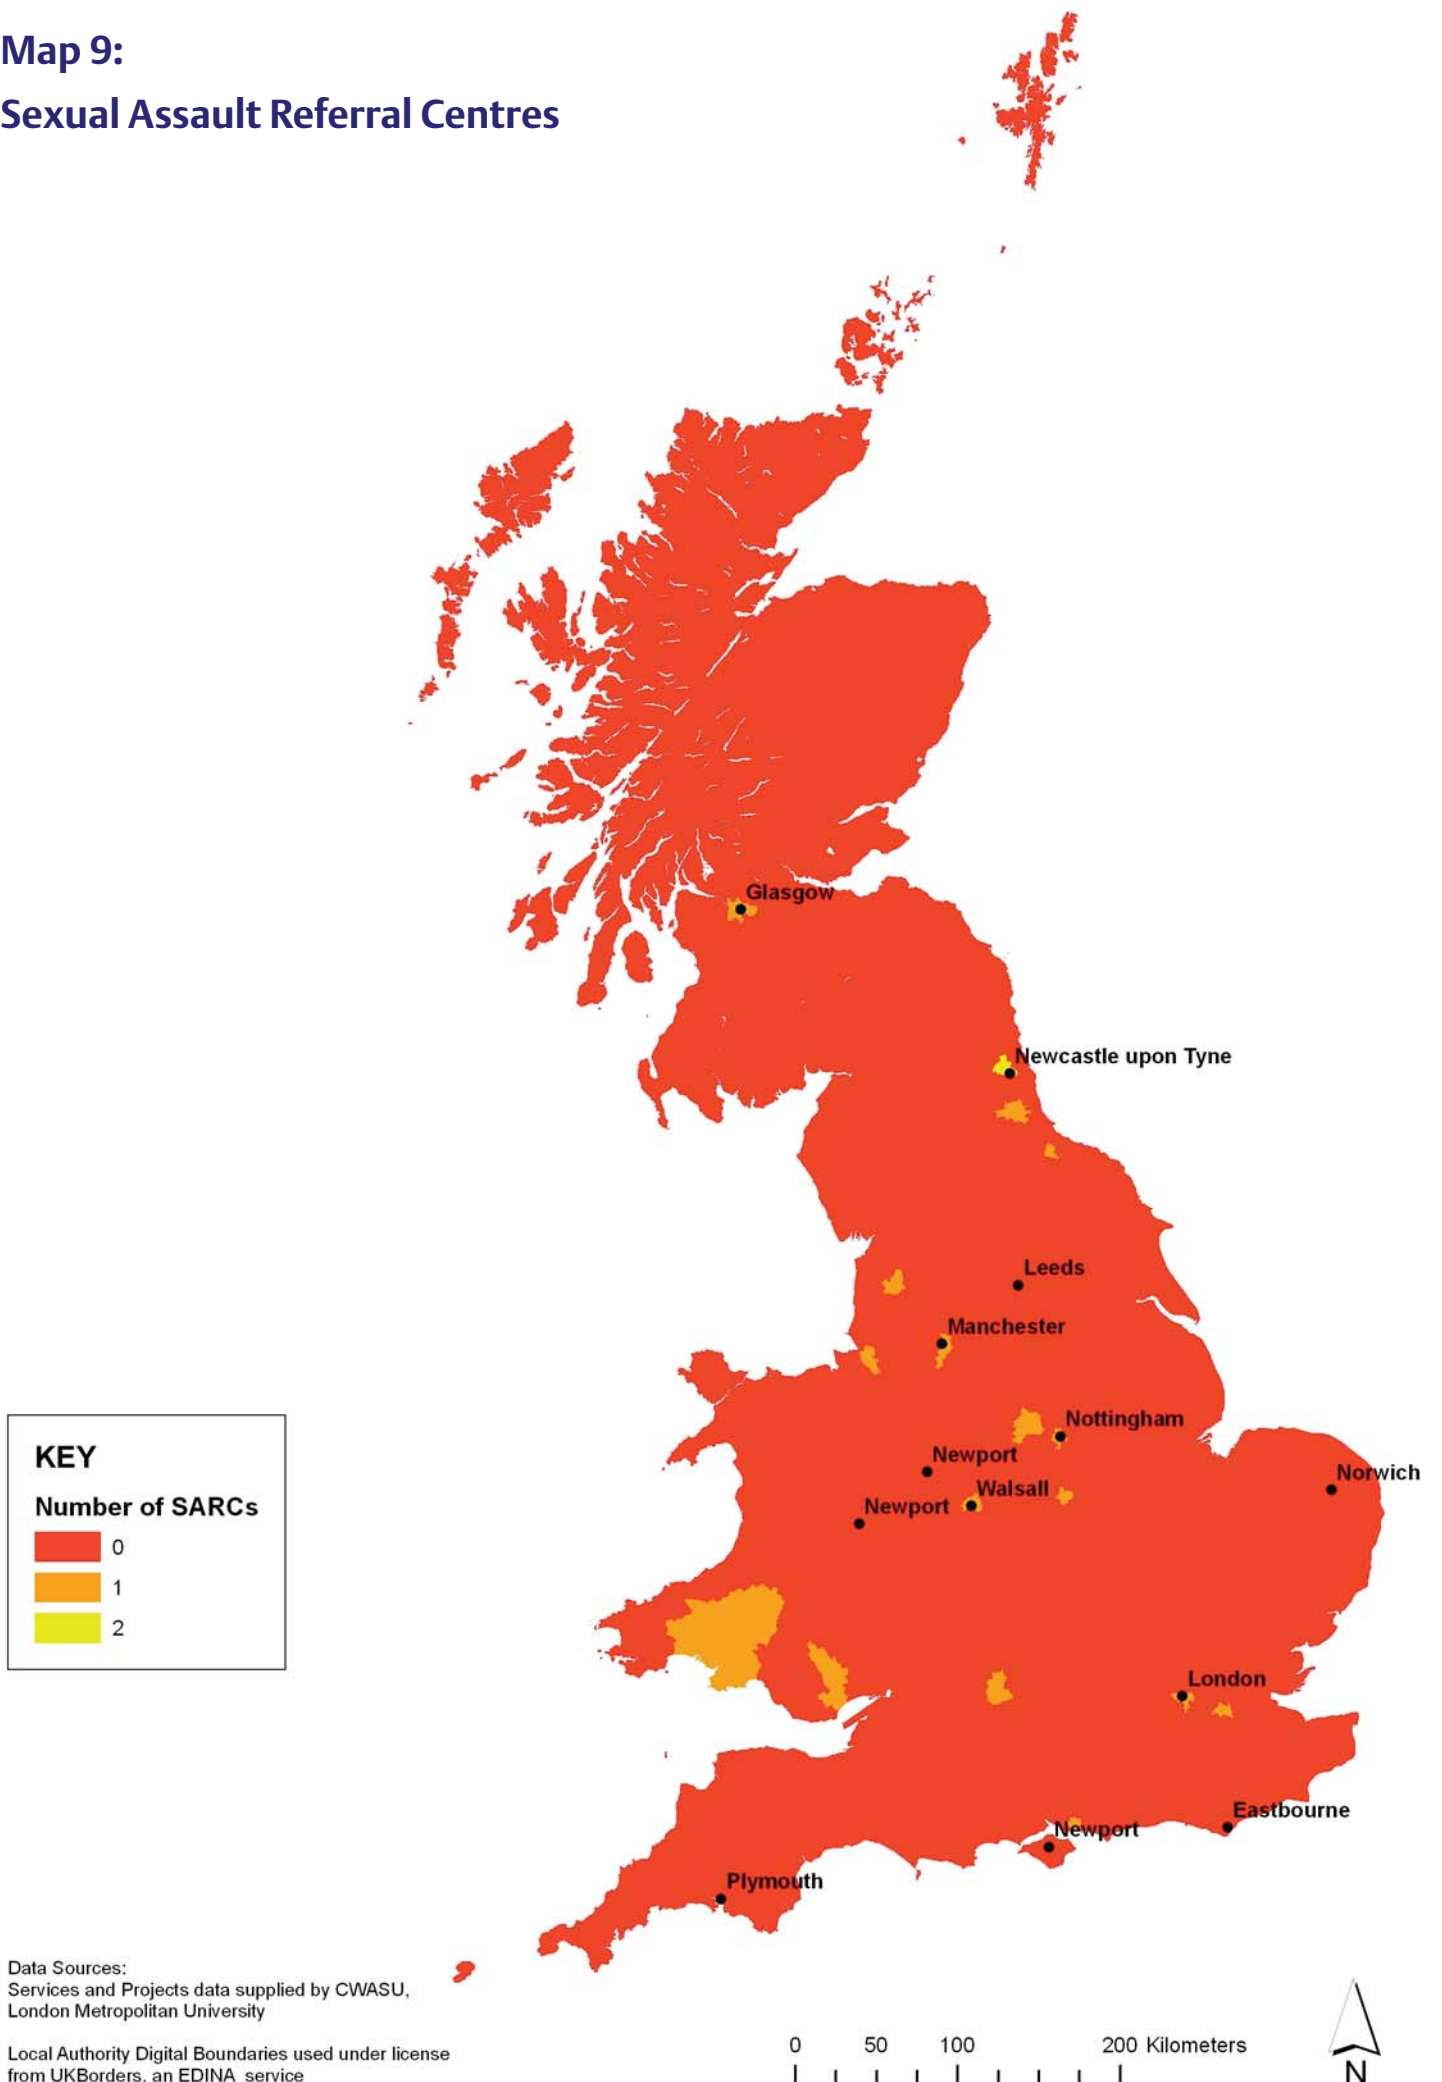 Map 9:
Sexual Assault Referral Centres
Glasgow
Newcastle upon Tyne
Leeds
Manchester
Nottingham
Newport
Norwich
Walsall
Newport
KEY
Number of SARCs
0
1
2
London
Eastbourne
Newport
Plymouth
Data Sources:
Services and Projects data supplied by CWASU,
London Metropolitan University
Local Authority Digital Boundaries used under license
from UKBorders, an EDINA service
0 50 100 200 Kilometers
N